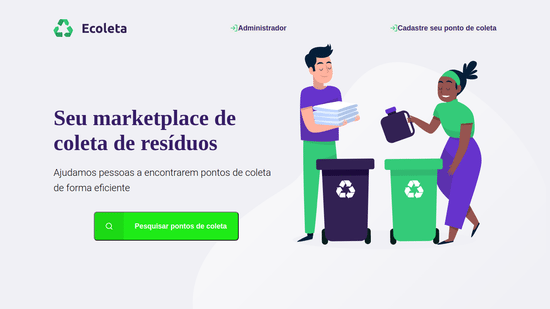 Ecoleta
Administrador
Cadastre seu ponto de coleta
Seu marketplace de
coleta de resíduos
Ajudamos pessoas a encontrarem pontos de coleta
de forma eficiente
Pesquisar pontos de coleta